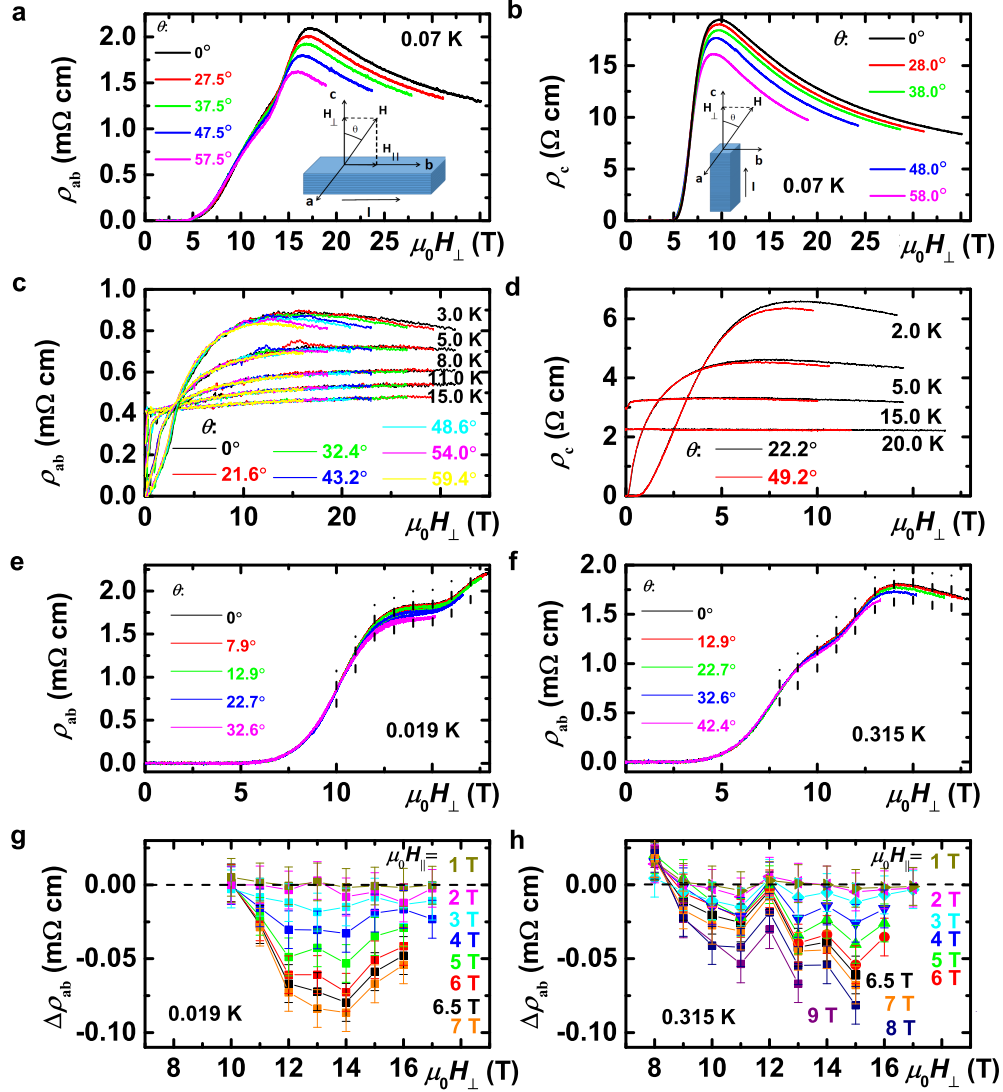 a
ρab (mΩ cm)
2.0
1.5
1.0
0.5
0.0
θ:
0°
27.5°
37.5°
47.5°
57.5°
0.07 K
c
H⊥
H
θ
H||
b
a
I
0 5 10 15 20 25
μ0H⊥ (T)
b
ρc (Ω cm)
15
10
5
0
θ:
0°
28.0°
38.0°
48.0°
58.0°
0.07 K
c
H⊥
H
θ
b
a
I
0 5 10 15 20 25
μ0H⊥ (T)
c
ρab (mΩ cm)
1.0
0.8
0.6
0.4
0.2
0.0
3.0 K
5.0 K
8.0 K
11.0 K
15.0 K
θ:
0°
21.6°
32.4°
43.2°
48.6°
54.0°
59.4°
0 10 20
μ0H⊥ (T)
d
ρc (Ω cm)
6
4
2
0
2.0 K
5.0 K
15.0 K
20.0 K
θ:
22.2°
49.2°
0 5 10
μ0H⊥ (T)
e
ρab (mΩ cm)
2.0
1.5
1.0
0.5
0.0
θ:
0°
7.9°
12.9°
22.7°
32.6°
0.019 K
0 5 10
μ0H⊥ (T)
f
ρab (mΩ cm)
2.0
1.5
1.0
0.5
0.0
θ:
0°
12.9°
22.7°
32.6°
42.4°
0.315 K
0 5 10
μ0H⊥ (T)
g
Δρab (mΩ cm)
0.00
-0.05
-0.10
μ0H||=
1 T
2 T
3 T
4 T
5 T
6 T
6.5 T
7 T
0.019 K
8 10 12 14 16
μ0H⊥ (T)
h
Δρab (mΩ cm)
0.00
-0.05
-0.10
μ0H||=
1 T
2 T
3 T
4 T
5 T
6 T
6.5 T
7 T
8 T
9 T
0.315 K
8 10 12 14 16
μ0H⊥ (T)